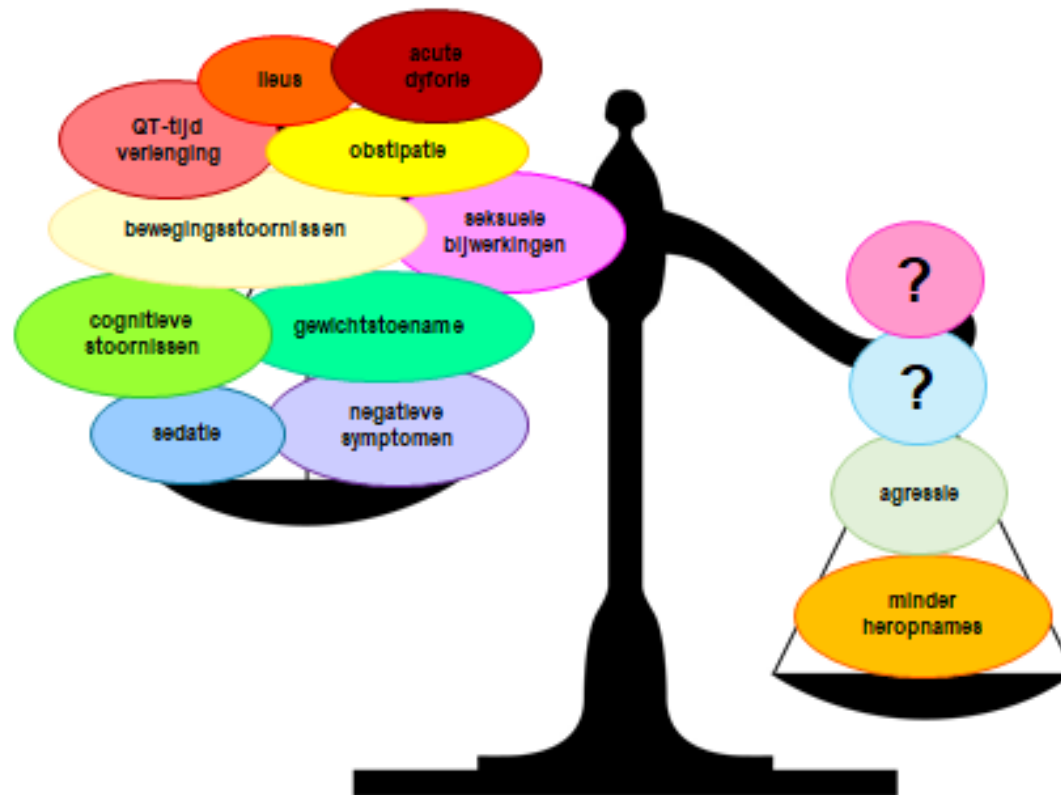 acute
dyforie
ileus
QT-tijd
verlenging
obstipatie
bewegingsstoornissen
seksuele
bijwerkingen
cognitieve
stoornissen
gewichtstoename
sedatie
negatieve
symptomen
?
?
agressie
minder
heropnames